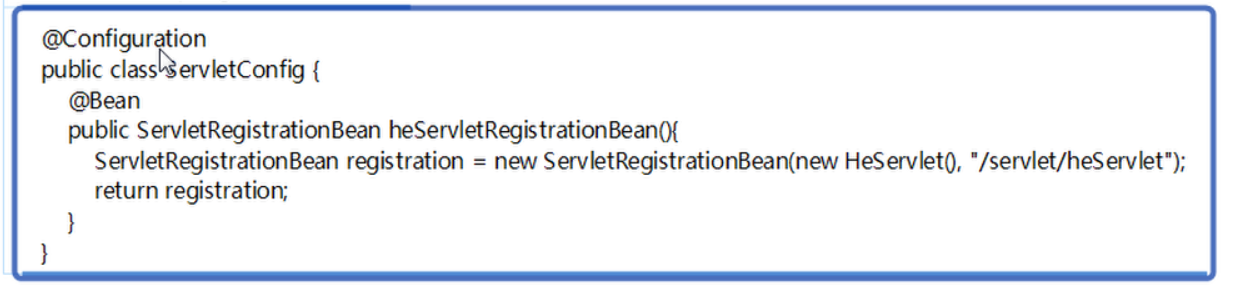 @Configuration
public class ServletConfig {
@Bean
public ServletRegistrationBean heServletRegistrationBean(){
ServletRegistrationBean registration = new ServletRegistrationBean(new HeServlet(), "/servlet/heServlet");
return registration;
}
}